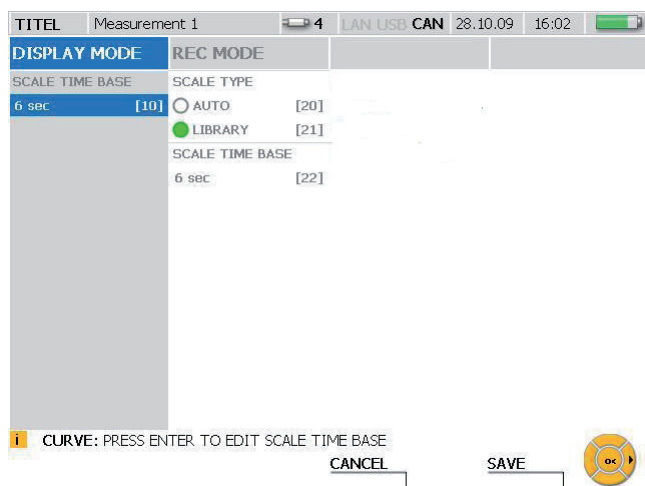 TITEL Measurement 1 4 LAN USB CAN 28.10.09 16:02
DISPLAY MODE REC MODE
SCALE TIME BASE SCALE TYPE
6 sec [10] AUTO [20]
LIBRARY [21]
SCALE TIME BASE
6 sec [22]
i CURVE: PRESS ENTER TO EDIT SCALE TIME BASE
CANCEL SAVE OK